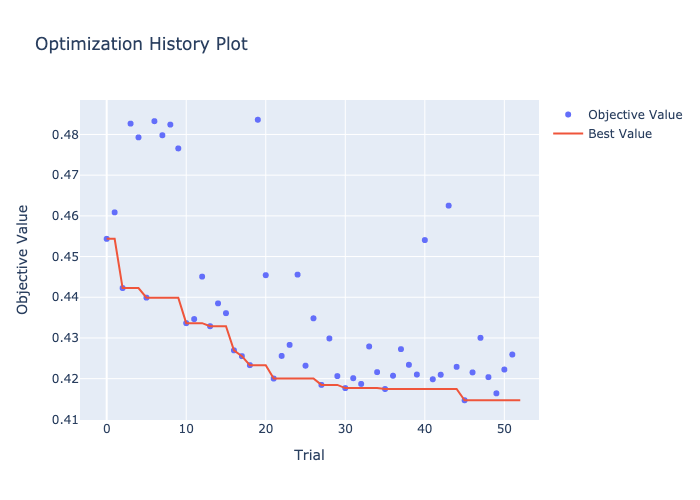 Optimization History Plot
Objective Value
Best Value
0.48
0.47
0.46
0.45
0.44
0.43
0.42
0.41
Objective Value
0
10
20
30
40
50
Trial